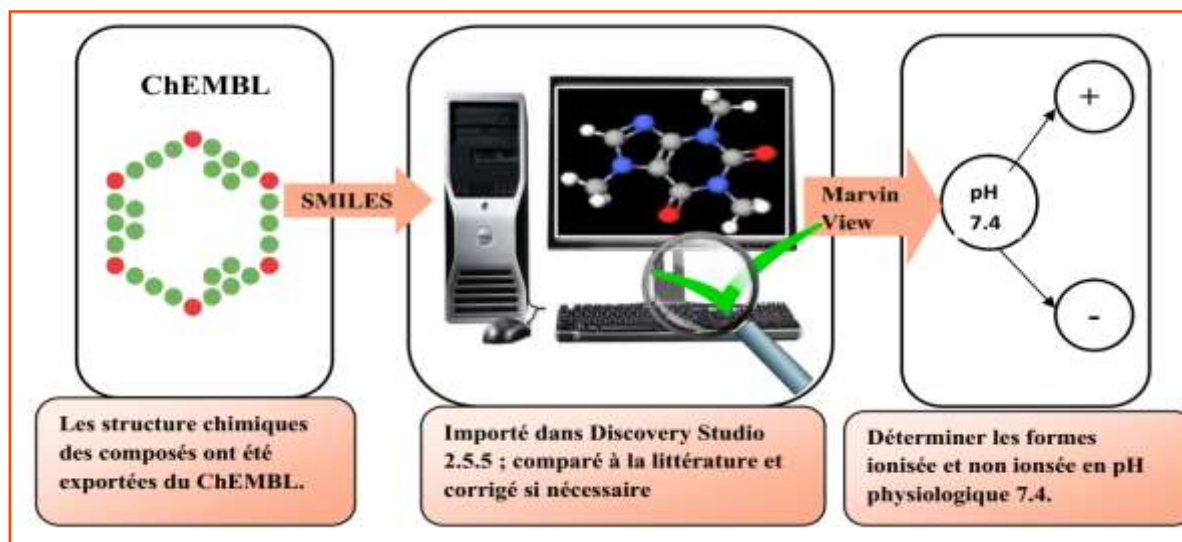 ChEMBL
SMILES
Marvin
View
pH
7.4
+
-
Les structure chimiques
des composés ont été
exportées du ChEMBL.
Importé dans Discovery Studio
2.5.5 ; comparé à la littérature et
corrigé si nécessaire
Déterminer les formes
ionisée et non ionsée en pH
physiologique 7.4.